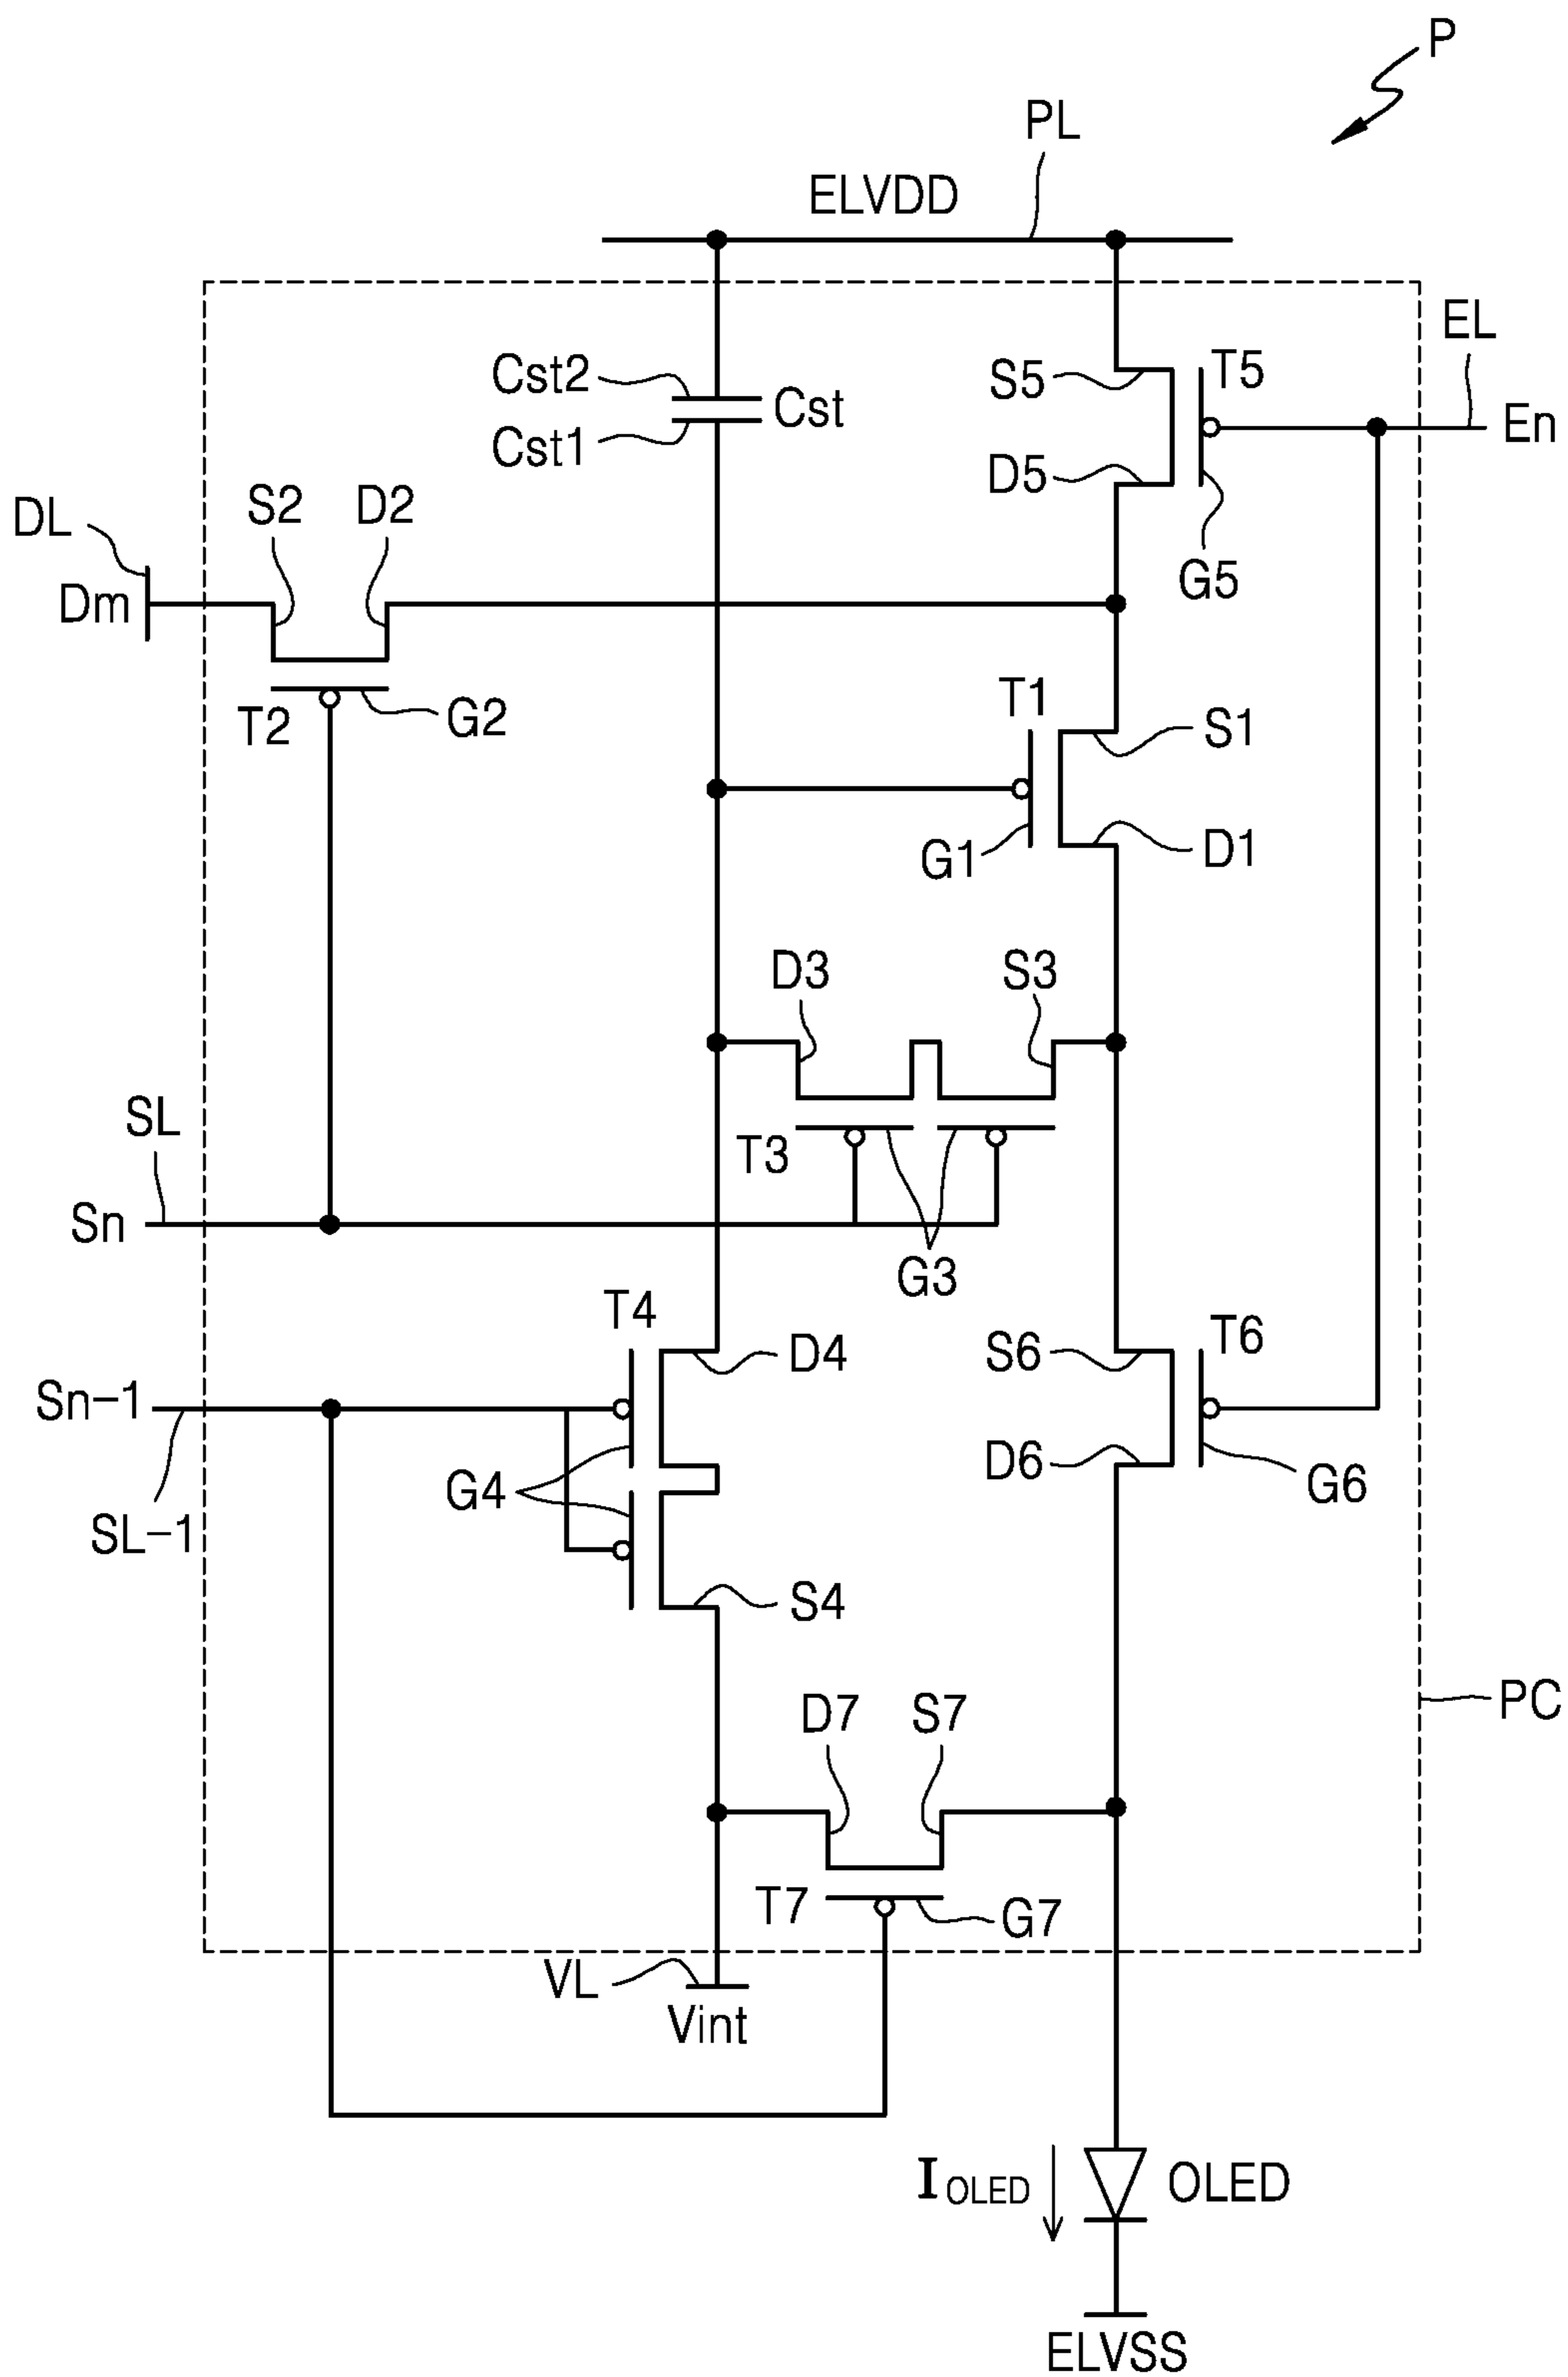 P
PL
ELVDD
EL
Cst2
Cst
S5
T5
En
Cst1
D5
DL
S2
D2
G5
Dm
T2
G2
T1
S1
G1
D1
D3
S3
SL
T3
Sn
G3
T4
D4
S6
T6
Sn-1
D6
G4
G6
SL-1
S4
D7
S7
PC
T7
G7
VL
Vint
IOLED
OLED
ELVSS